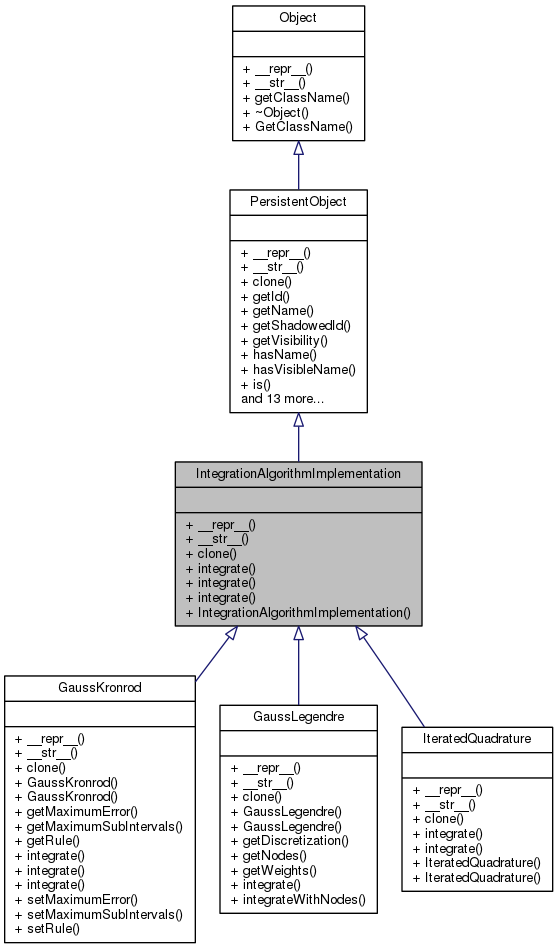 Object
+ __repr__()
+ __str__()
+ getClassName()
+ ~Object()
+ GetClassName()
PersistentObject
+ __repr__()
+ __str__()
+ clone()
+ getId()
+ getName()
+ getShadowedId()
+ getVisibility()
+ hasName()
+ hasVisibleName()
+ is()
and 13 more...
IntegrationAlgorithmImplementation
+ __repr__()
+ __str__()
+ clone()
+ integrate()
+ integrate()
+ integrate()
+ IntegrationAlgorithmImplementation()
GaussKronrod
+ __repr__()
+ __str__()
+ clone()
+ GaussKronrod()
+ GaussKronrod()
+ getMaximumError()
+ getMaximumSubIntervals()
+ getRule()
+ integrate()
+ integrate()
+ integrate()
+ setMaximumError()
+ setMaximumSubIntervals()
+ setRule()
GaussLegendre
+ __repr__()
+ __str__()
+ clone()
+ GaussLegendre()
+ GaussLegendre()
+ getDiscretization()
+ getNodes()
+ getWeights()
+ integrate()
+ integrateWithNodes()
IteratedQuadrature
+ __repr__()
+ __str__()
+ clone()
+ integrate()
+ integrate()
+ IteratedQuadrature()
+ IteratedQuadrature()